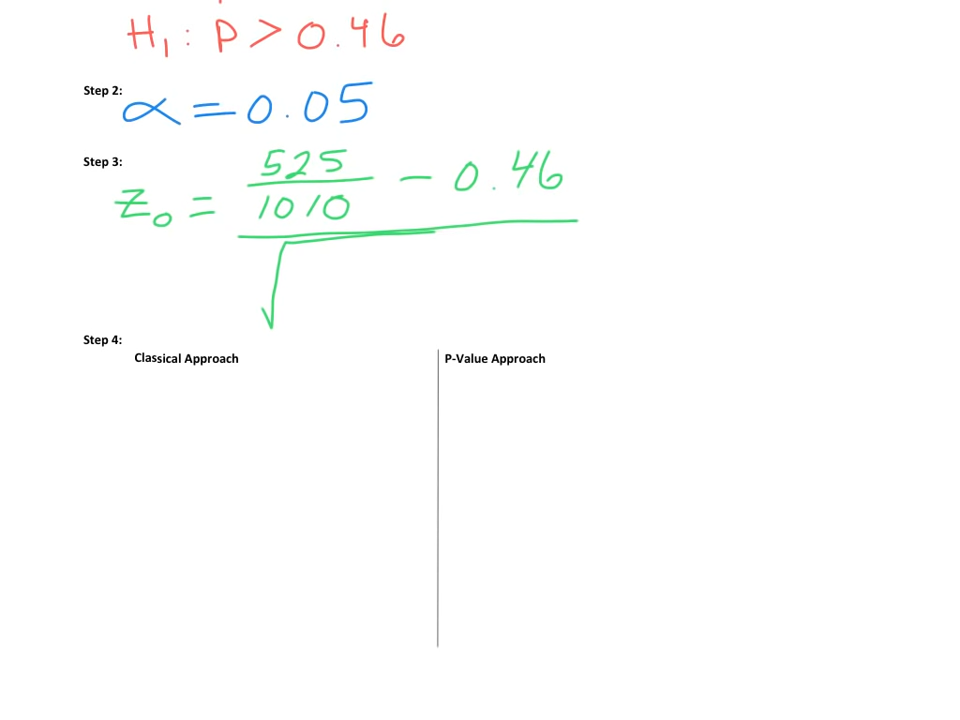 H₁ : p > 0.46
Step 2:
α = 0.05
Step 3:
525
z₀ = — - 0.46
1010
√
Step 4:
Classical Approach
P-Value Approach